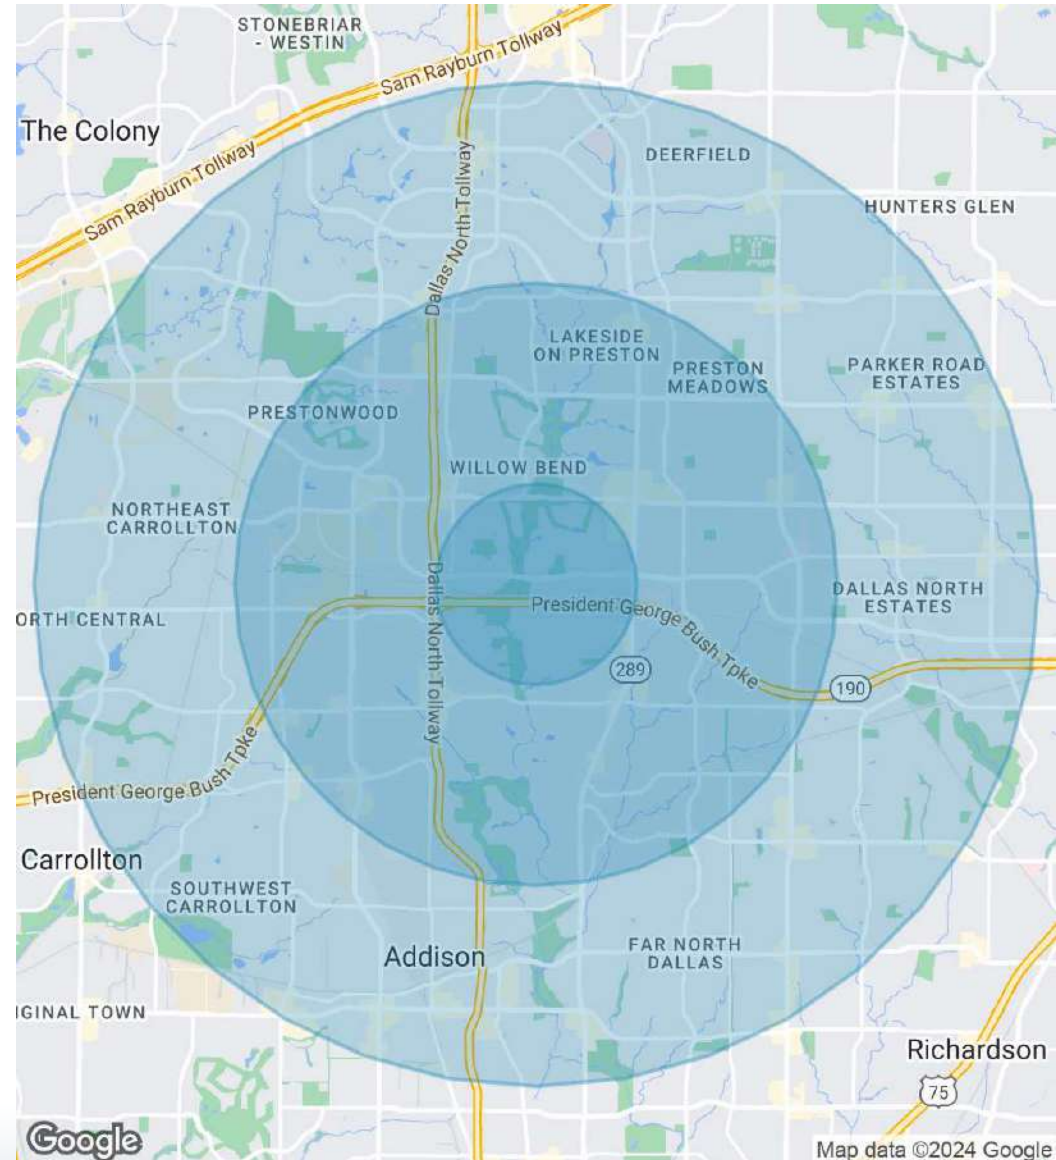 STONEBRIAR
- WESTIN
Sam Rayburn Tollway
The Colony
DEERFIELD
Sam Rayburn Tollway
Dallas North Tollway
HUNTERS GLEN
LAKESIDE
ON PRESTON
PRESTON
MEADOWS
PARKER ROAD
ESTATES
PRESTONWOOD
WILLOW BEND
NORTHEAST
CARROLLTON
Dallas North Tollway
President George Bush Tpke
DALLAS NORTH
ESTATES
ORTH CENTRAL
289
190
President George Bush Tpke
Carrollton
SOUTHWEST
CARROLLTON
Addison
FAR NORTH
DALLAS
IGINAL TOWN
Richardson
75
Google
Map data ©2024 Google